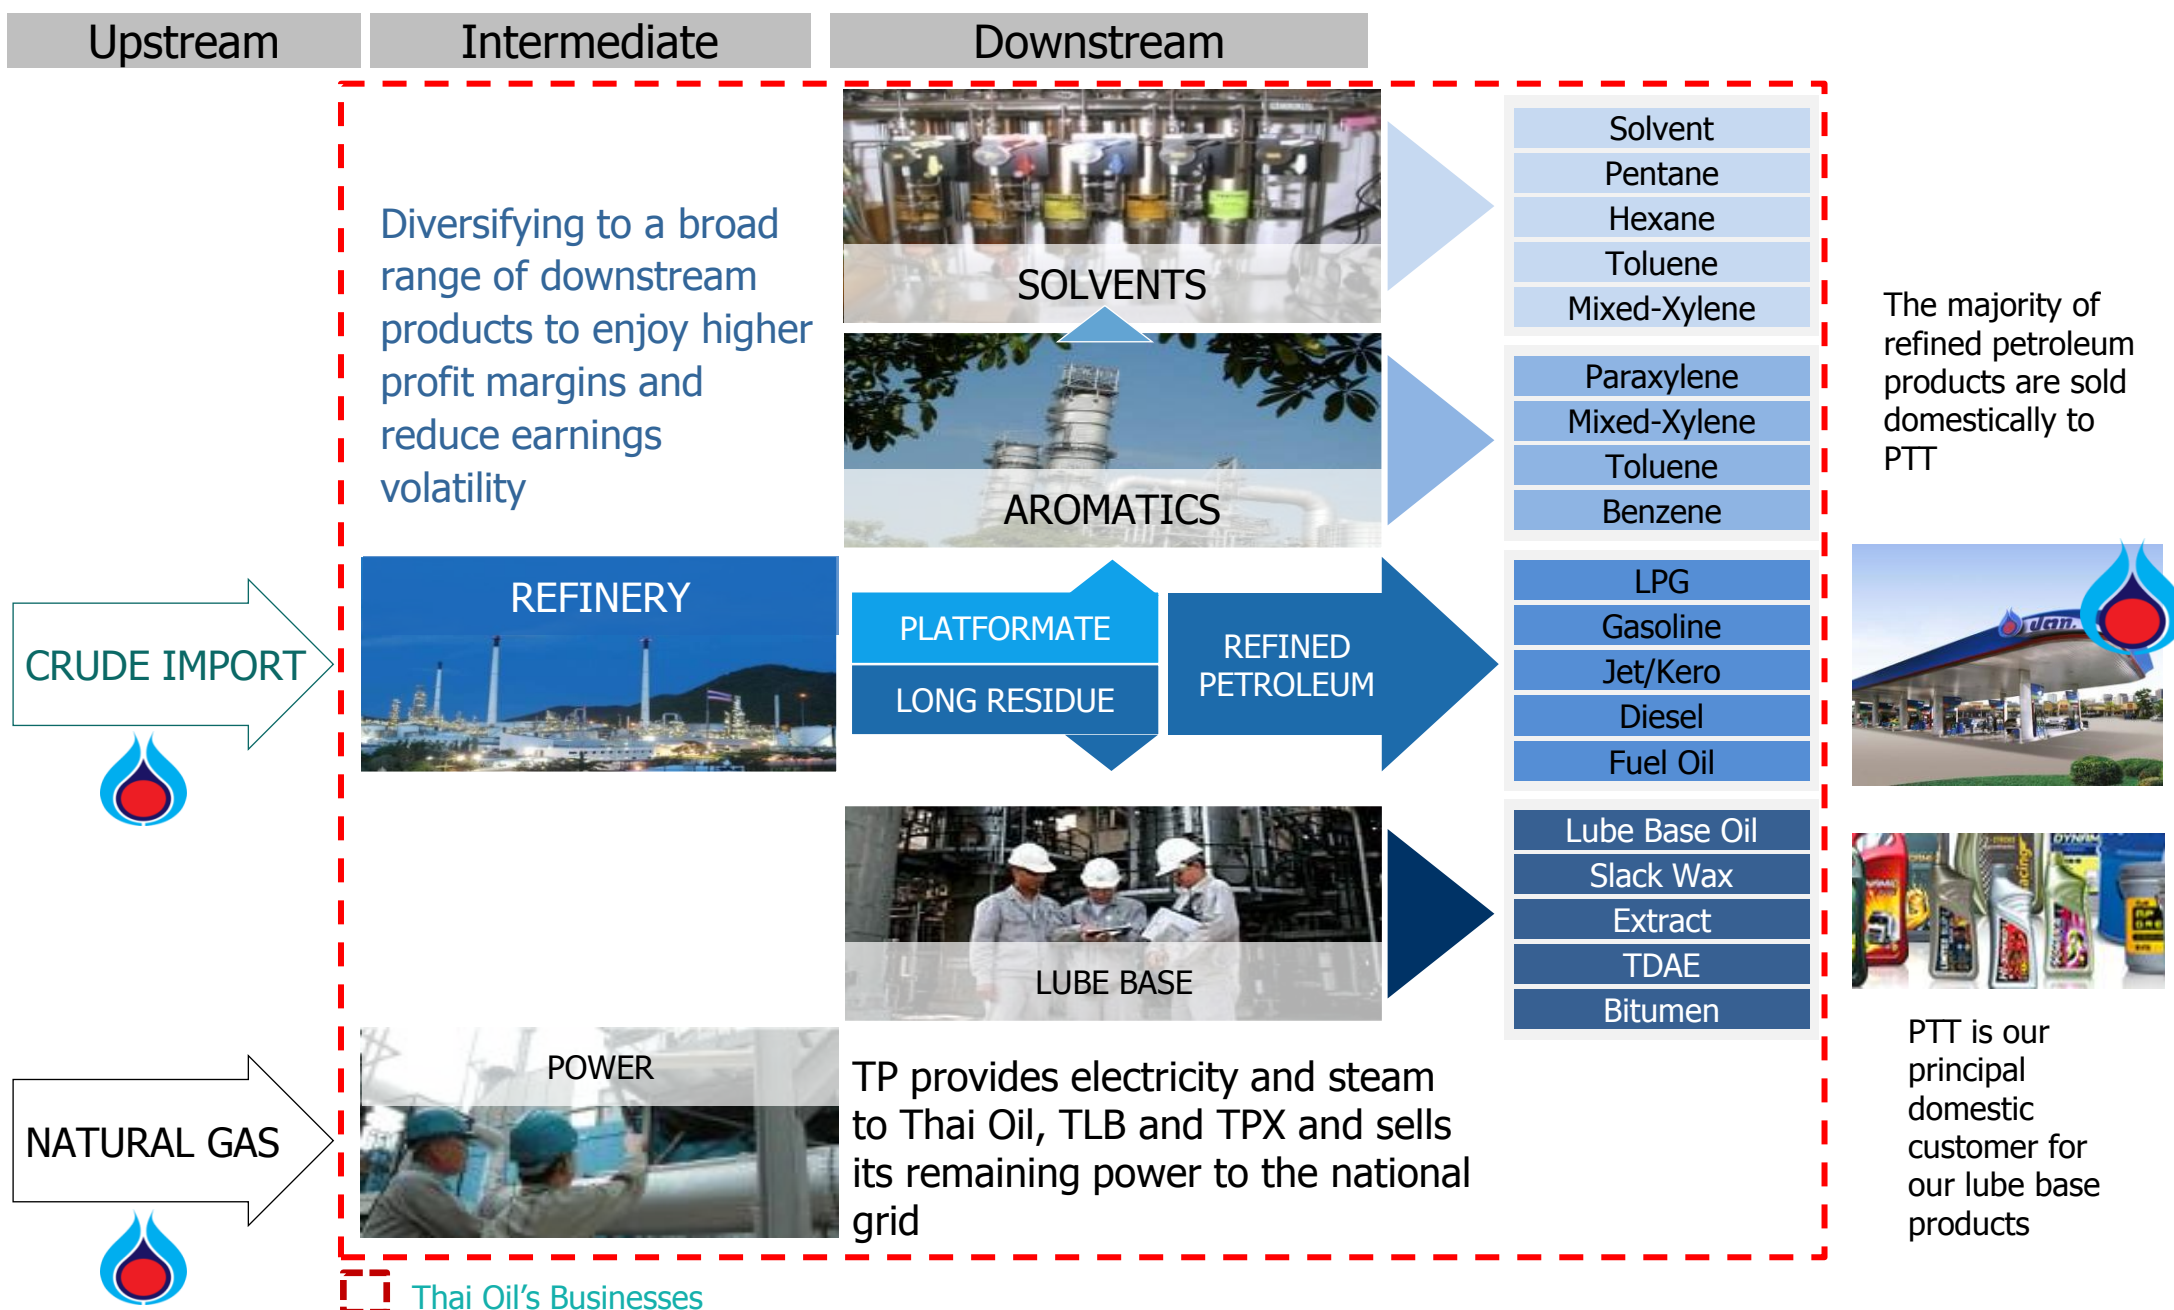 Upstream
Intermediate
Downstream
Diversifying to a broad
range of downstream
products to enjoy higher
profit margins and
reduce earnings
volatility
SOLVENTS
Solvent
Pentane
Hexane
Toluene
Mixed-Xylene
AROMATICS
Paraxylene
Mixed-Xylene
Toluene
Benzene
The majority of
refined petroleum
products are sold
domestically to
PTT
CRUDE IMPORT
REFINERY
PLATFORMATE
LONG RESIDUE
REFINED
PETROLEUM
LPG
Gasoline
Jet/Kero
Diesel
Fuel Oil
ปตท.
LUBE BASE
Lube Base Oil
Slack Wax
Extract
TDAE
Bitumen
NATURAL GAS
POWER
TP provides electricity and steam
to Thai Oil, TLB and TPX and sells
its remaining power to the national
grid
PTT is our
principal
domestic
customer for
our lube base
products
Thai Oil's Businesses